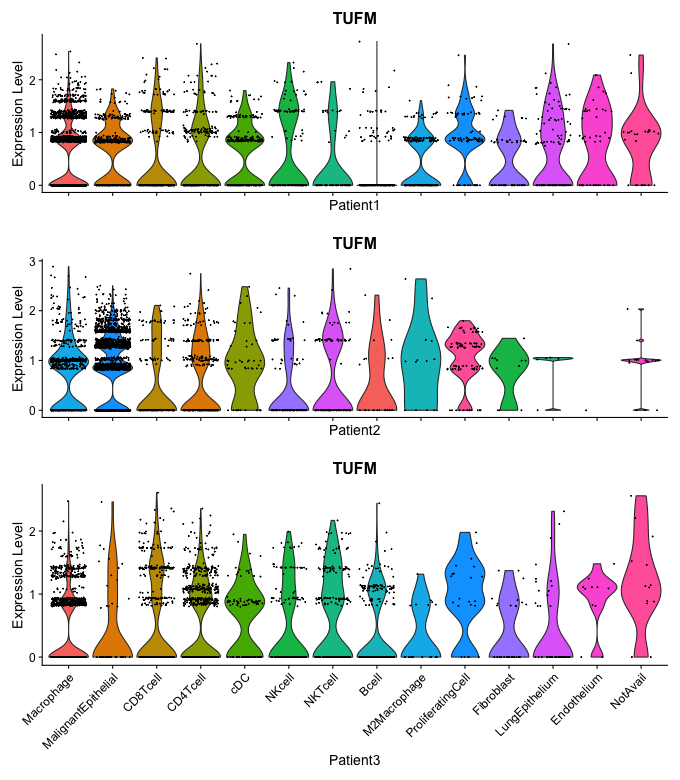 TUFM
Expression Level
2
1
0
Patient1
TUFM
Expression Level
3
2
1
0
Patient2
TUFM
Expression Level
2
1
0
Macrophage
MalignantEpithelial
CD8Tcell
CD4Tcell
cDC
NKcell
NKTcell
Bcell
M2Macrophage
ProliferatingCell
Fibroblast
LungEpithelium
Endothelium
NotAvail
Patient3